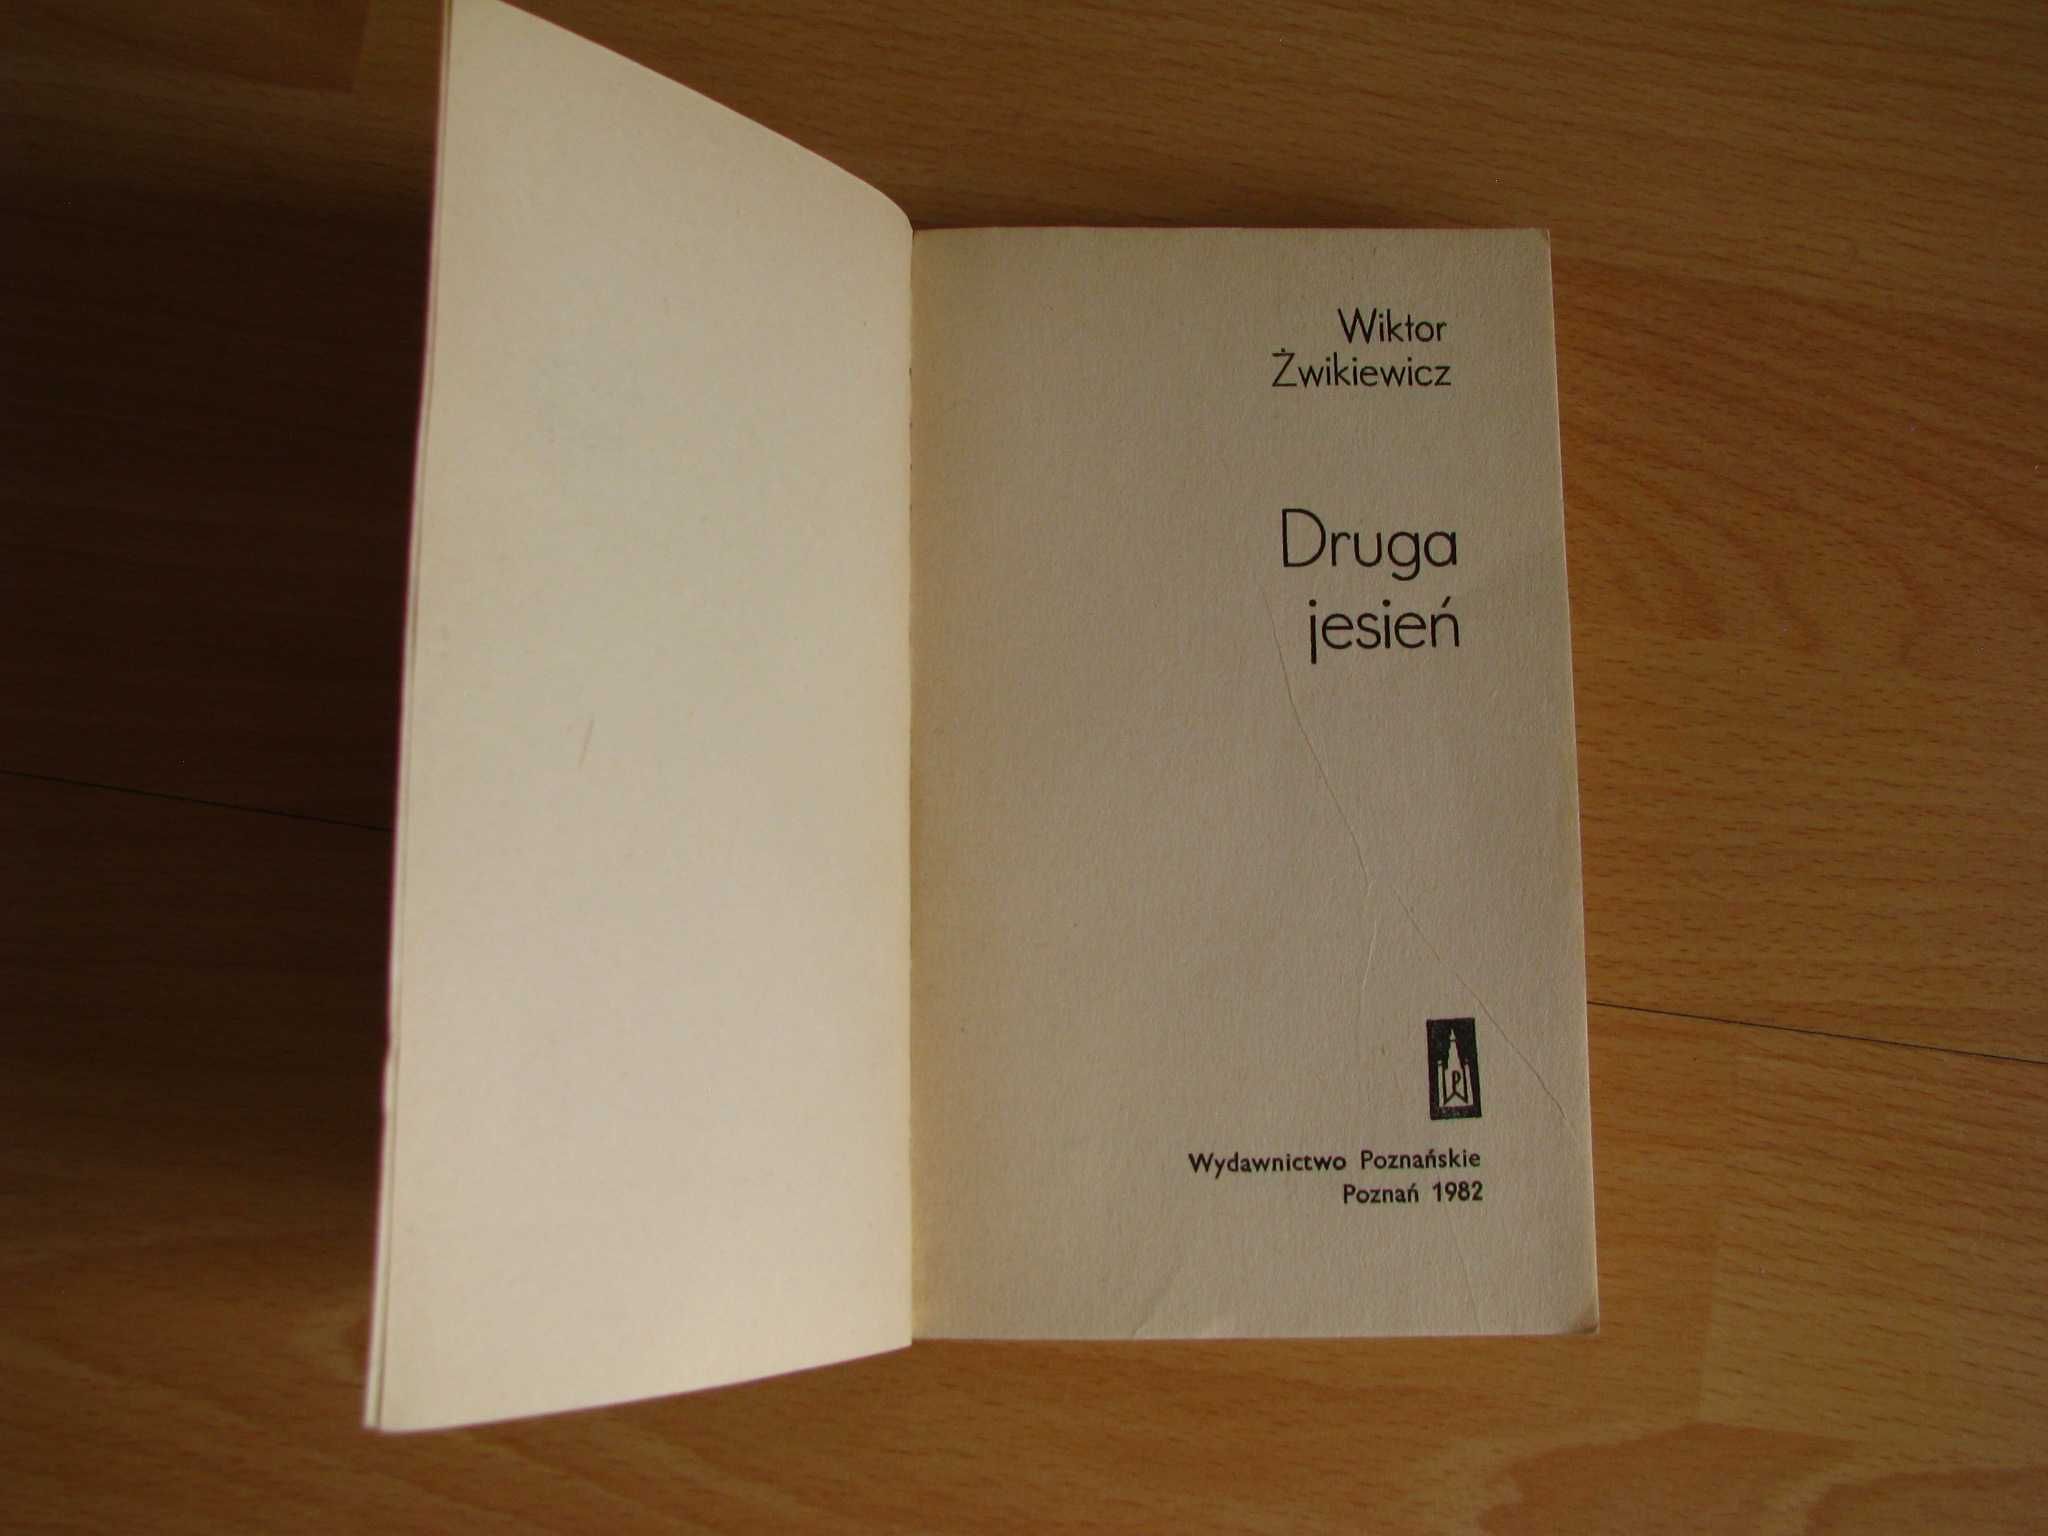 Wiktor
Żwikiewicz
Druga
jesień
Wydawnictwo Poznańskie
Poznań 1982